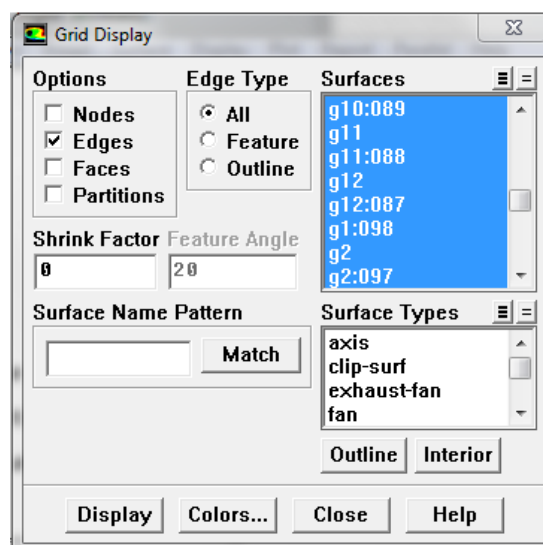 Grid Display
Options
Nodes
Edges
Faces
Partitions
Edge Type
All
Feature
Outline
Surfaces
g10:089
g11
g11:088
g12
g12:087
g1:098
g2
g2:097
Shrink Factor
0
Feature Angle
20
Surface Name Pattern
Match
Surface Types
axis
clip-surf
exhaust-fan
fan
Outline
Interior
Display
Colors...
Close
Help